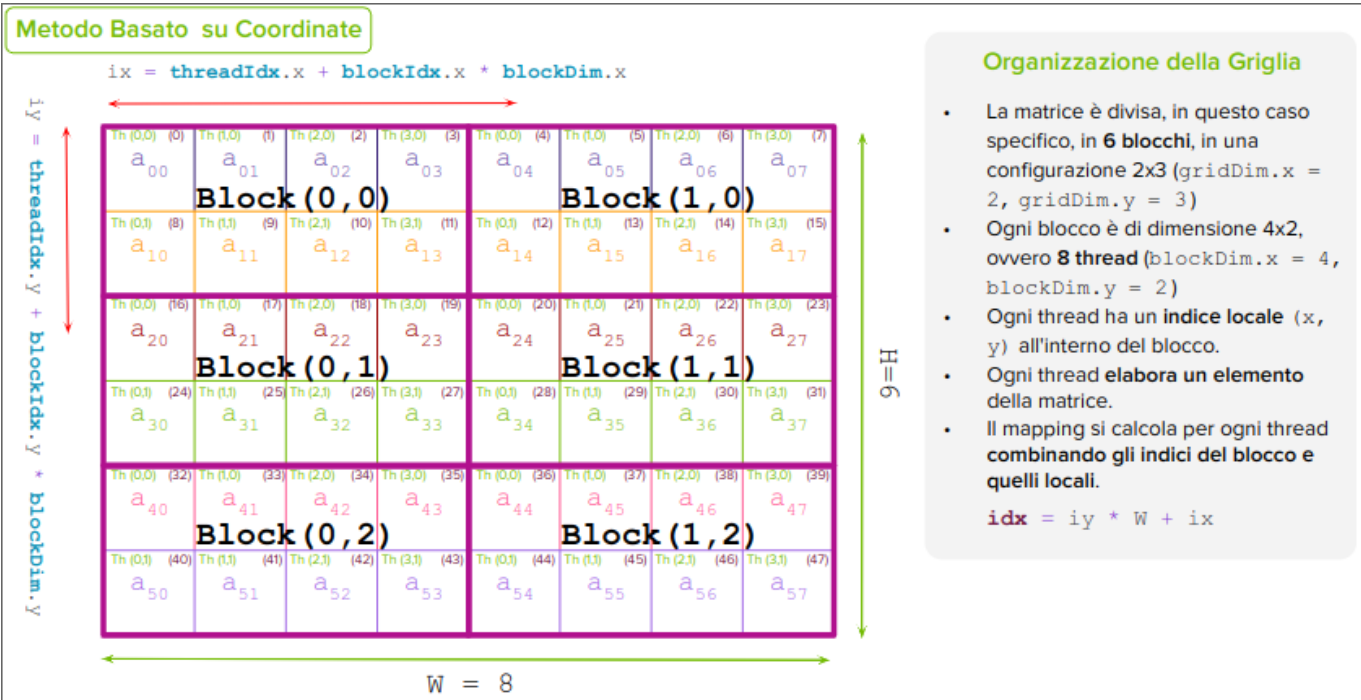 Metodo Basato su Coordinate
ix = threadIdx.x + blockIdx.x * blockDim.x
iy = threadIdx.y + blockIdx.y * blockDim.y
Th (0,0) (0) Th (1,0) (1) Th (2,0) (2) Th (3,0) (3) Th (0,0) (4) Th (1,0) (5) Th (2,0) (6) Th (3,0) (7)
a00 a01 a02 a03 a04 a05 a06 a07
Block(0,0) Block(1,0)
Th (0,1) (8) Th (1,1) (9) Th (2,1) (10) Th (3,1) (11) Th (0,1) (12) Th (1,1) (13) Th (2,1) (14) Th (3,1) (15)
a10 a11 a12 a13 a14 a15 a16 a17
Th (0,0) (16) Th (1,0) (17) Th (2,0) (18) Th (3,0) (19) Th (0,0) (20) Th (1,0) (21) Th (2,0) (22) Th (3,0) (23)
a20 a21 a22 a23 a24 a25 a26 a27
Block(0,1) Block(1,1)
Th (0,1) (24) Th (1,1) (25) Th (2,1) (26) Th (3,1) (27) Th (0,1) (28) Th (1,1) (29) Th (2,1) (30) Th (3,1) (31)
a30 a31 a32 a33 a34 a35 a36 a37
Th (0,0) (32) Th (1,0) (33) Th (2,0) (34) Th (3,0) (35) Th (0,0) (36) Th (1,0) (37) Th (2,0) (38) Th (3,0) (39)
a40 a41 a42 a43 a44 a45 a46 a47
Block(0,2) Block(1,2)
Th (0,1) (40) Th (1,1) (41) Th (2,1) (42) Th (3,1) (43) Th (0,1) (44) Th (1,1) (45) Th (2,1) (46) Th (3,1) (47)
a50 a51 a52 a53 a54 a55 a56 a57
H=6
W = 8
Organizzazione della Griglia
• La matrice è divisa, in questo caso
specifico, in 6 blocchi, in una
configurazione 2x3 (gridDim.x =
2, gridDim.y = 3)
• Ogni blocco è di dimensione 4x2,
ovvero 8 thread (blockDim.x = 4,
blockDim.y = 2)
• Ogni thread ha un indice locale (x,
y) all'interno del blocco.
• Ogni thread elabora un elemento
della matrice.
• Il mapping si calcola per ogni thread
combinando gli indici del blocco e
quelli locali.
idx = iy * W + ix